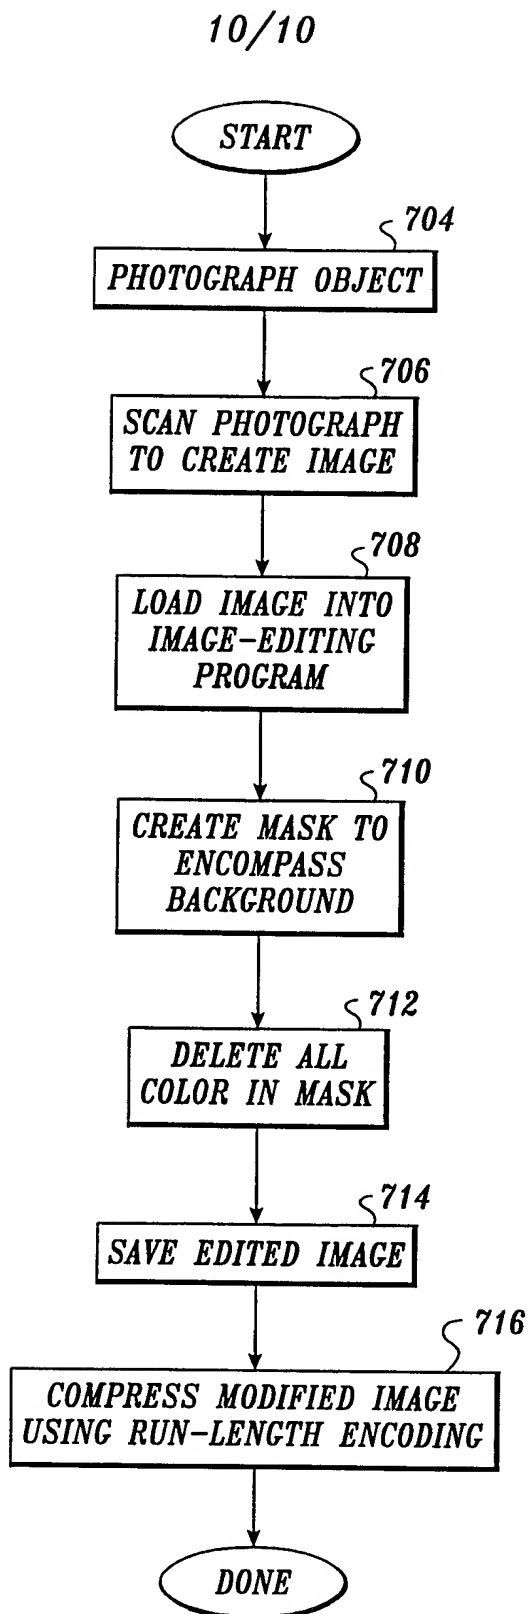 10/10
START
704
PHOTOGRAPH OBJECT
706
SCAN PHOTOGRAPH
TO CREATE IMAGE
708
LOAD IMAGE INTO
IMAGE-EDITING
PROGRAM
710
CREATE MASK TO
ENCOMPASS
BACKGROUND
712
DELETE ALL
COLOR IN MASK
714
SAVE EDITED IMAGE
716
COMPRESS MODIFIED IMAGE
USING RUN-LENGTH ENCODING
DONE